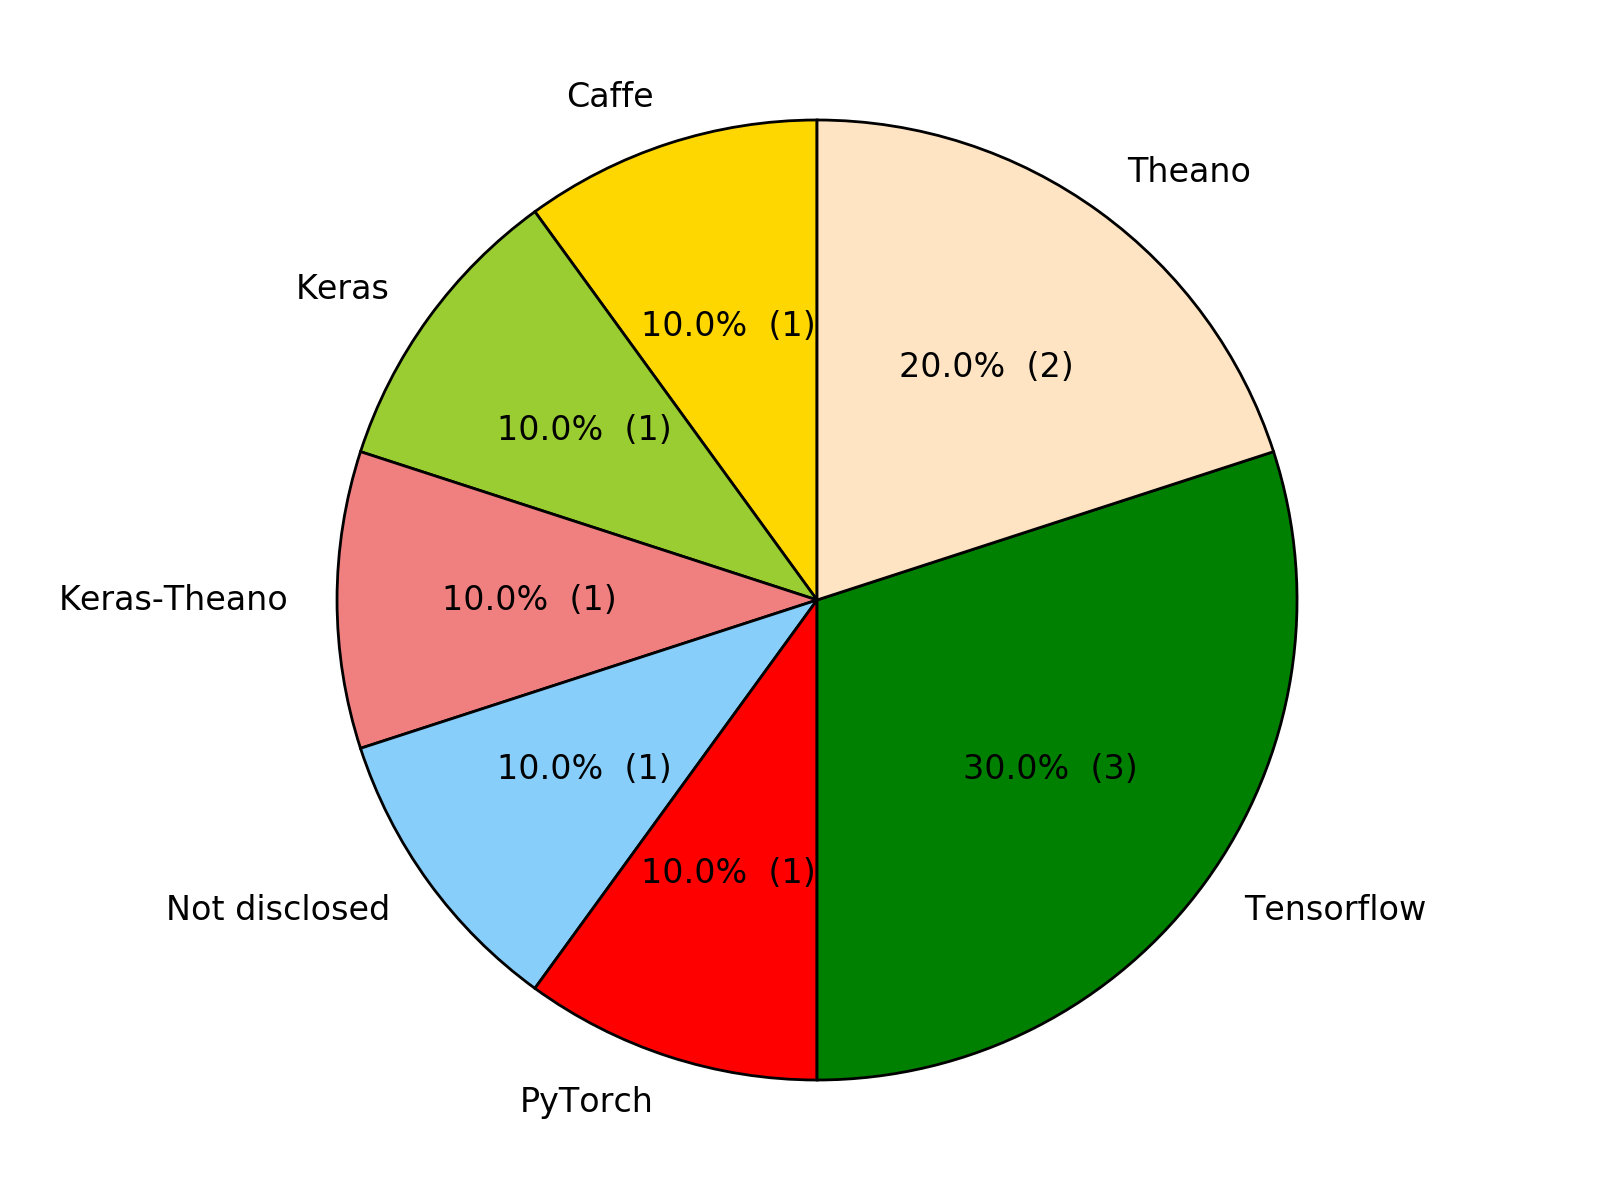 Caffe
Theano
Keras
10.0% (1)
20.0% (2)
10.0% (1)
Keras-Theano
10.0% (1)
10.0% (1)
30.0% (3)
10.0% (1)
Not disclosed
Tensorflow
PyTorch